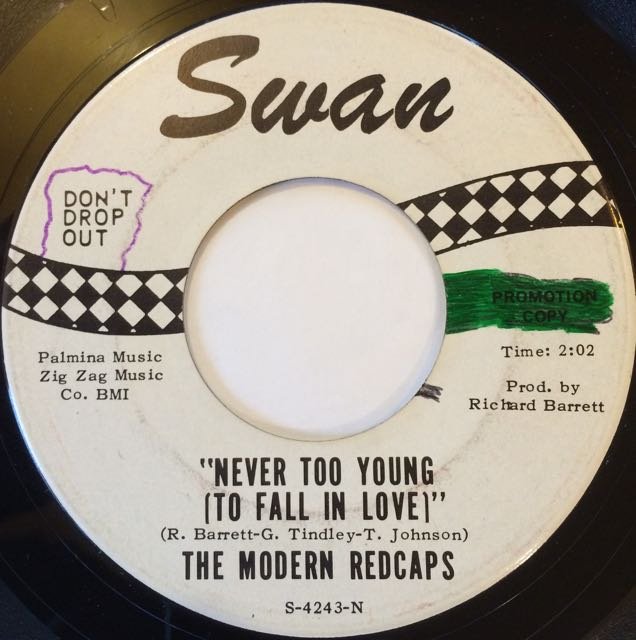 Swan
DON'T
DROP
OUT
PROMOTION
COPY
Palmina Music
Zig Zag Music
Co. BMI
Time: 2:02
Prod. by
Richard Barrett
"NEVER TOO YOUNG
(TO FALL IN LOVE)"
(R. Barrett-G. Tindley-T. Johnson)
THE MODERN REDCAPS
S-4243-N